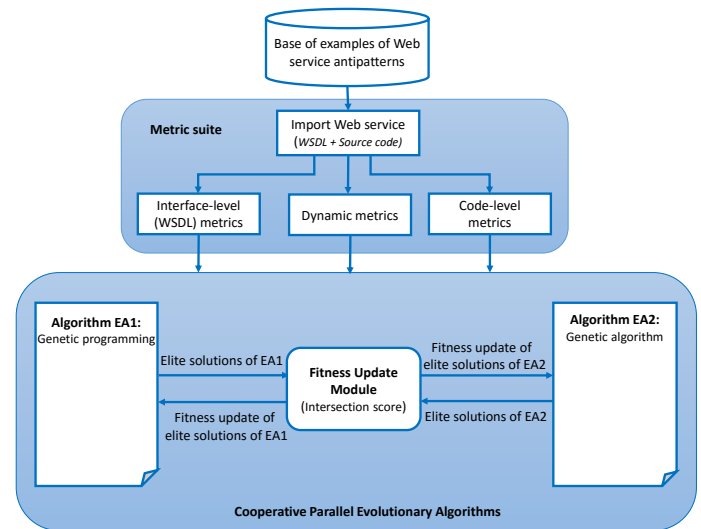 Base of examples of Web
service antipatterns
Metric suite
Import Web service
(WSDL + Source code)
Interface-level
(WSDL) metrics
Dynamic metrics
Code-level
metrics
Algorithm EA1:
Genetic programming
Elite solutions of EA1
Fitness update of
elite solutions of EA1
Fitness Update
Module
(Intersection score)
Fitness update of
elite solutions of EA2
Elite solutions of EA2
Algorithm EA2:
Genetic algorithm
Cooperative Parallel Evolutionary Algorithms